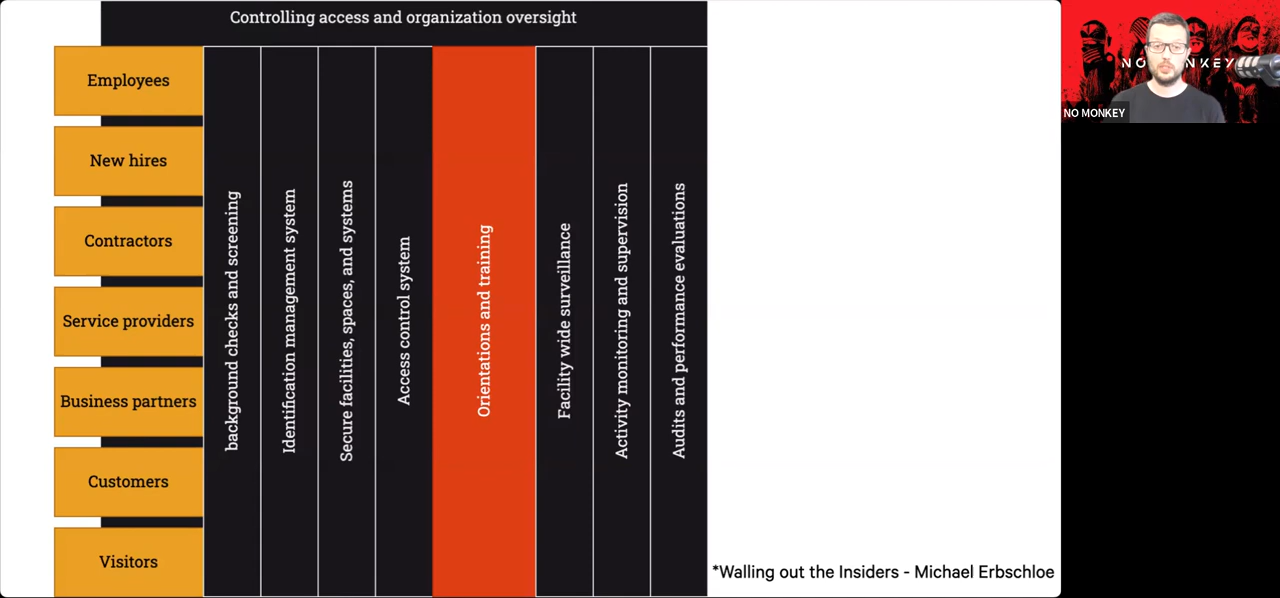 Controlling access and organization oversight
Employees
New hires
Contractors
Service providers
Business partners
Customers
Visitors
background checks and screening
Identification management system
Secure facilities, spaces, and systems
Access control system
Orientations and training
Facility wide surveillance
Activity monitoring and supervision
Audits and performance evaluations
*Walling out the Insiders - Michael Erbschloe
NO MONKEY